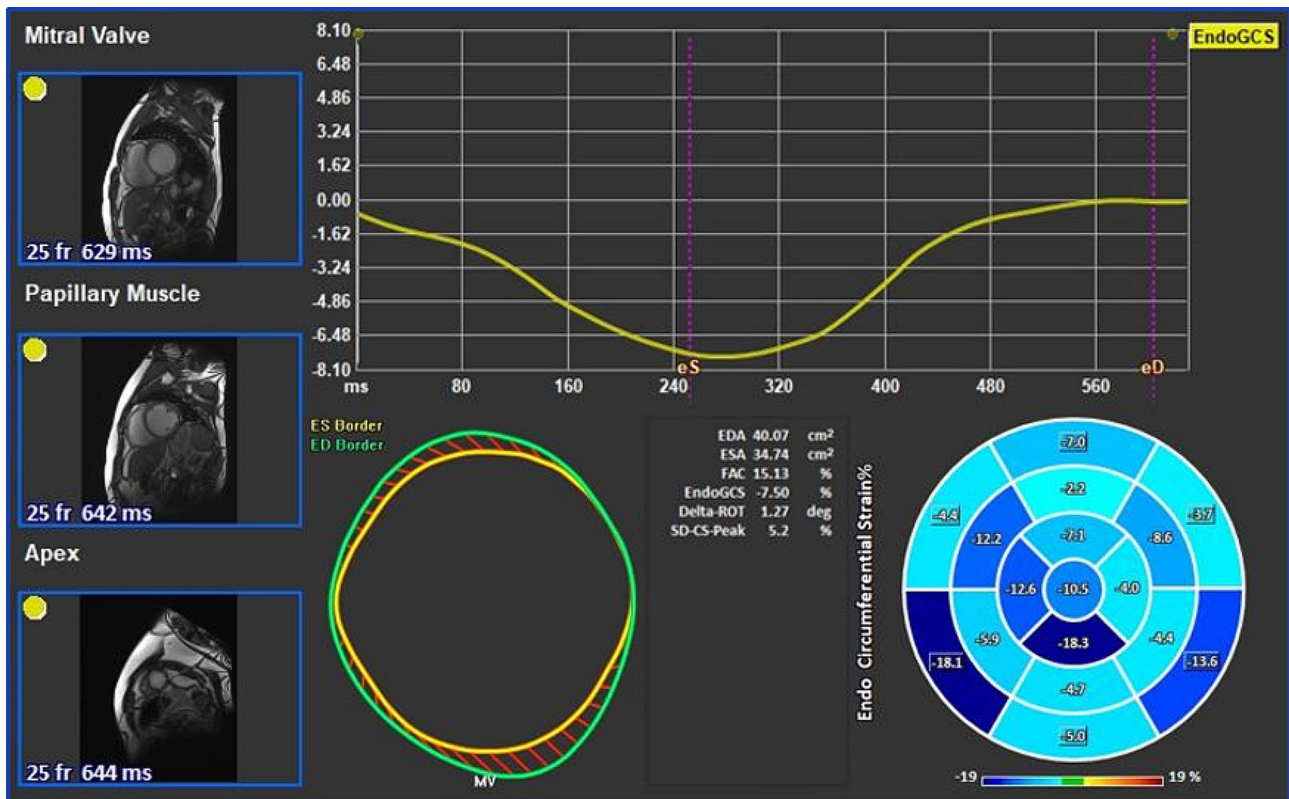 Mitral Valve
25 fr 629 ms
Papillary Muscle
25 fr 642 ms
Apex
25 fr 644 ms
8.10
6.48
4.86
3.24
1.62
0.00
-1.62
-3.24
-4.86
-6.48
-8.10
EndoGCS
eS
eD
ms 80 160 240 320 400 480 560
ES Border
ED Border
MV
EDA 40.07 cm²
ESA 34.74 cm²
FAC 15.13 %
EndoGCS -7.50 %
Delta-ROT 1.27 deg
SD-CS-Peak 5.2 %
Endo Circumferential Strain%
-7.0
-4.4
-2.2
-3.7
-12.2
-7.1
-8.6
-12.6
-10.5
-4.0
-5.9
-18.3
-4.4
-18.1
-4.7
-13.6
-5.0
-19
19 %